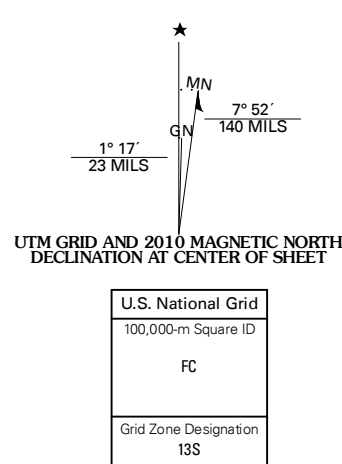 ★
MN
7° 52´
140 MILS
GN
1° 17´
23 MILS
UTM GRID AND 2010 MAGNETIC NORTH
DECLINATION AT CENTER OF SHEET
U.S. National Grid
100,000-m Square ID
FC
Grid Zone Designation
13S